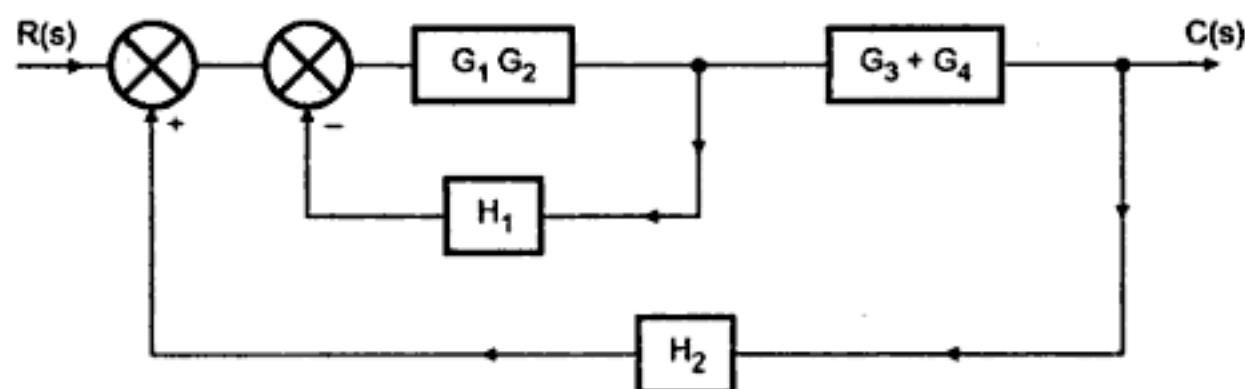 R(s)
C(s)
G₁ G₂
G₃ + G₄
+
−
H₁
H₂